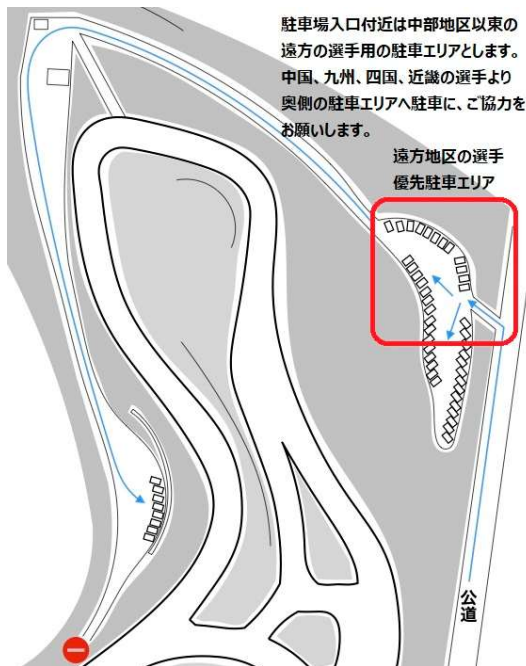 駐車場入口付近は中部地区以東の
遠方の選手用の駐車エリアとします。
中国、九州、四国、近畿の選手より
奥側の駐車エリアへ駐車に、ご協力を
お願いします。
遠方地区の選手
優先駐車エリア
公道